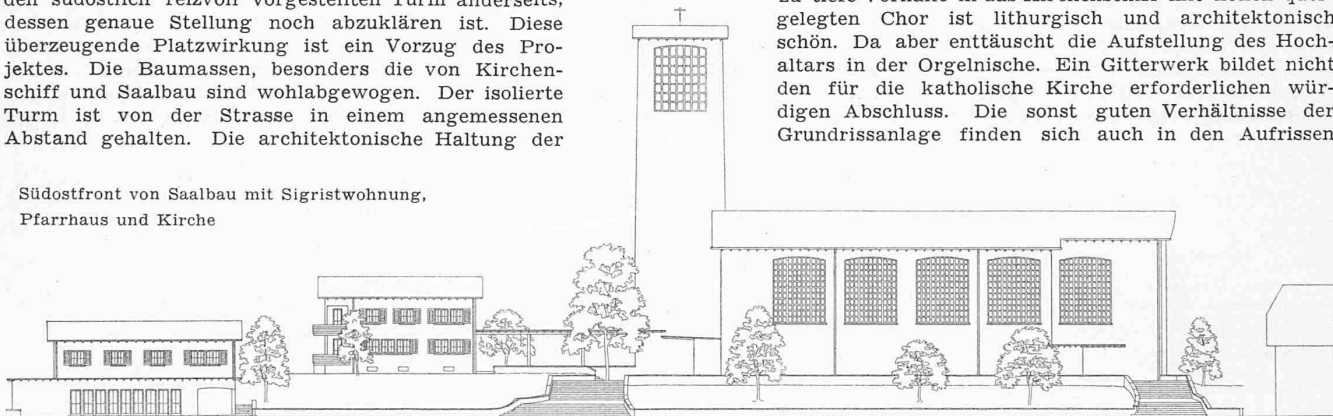 den südöstlich reizvoll vorgestellten Turm anderseits,
dessen genaue Stellung noch abzuklären ist. Diese
überzeugende Platzwirkung ist ein Vorzug des Pro-
jektes. Die Baumassen, besonders die von Kirchen-
schiff und Saalbau sind wohlabgewogen. Der isolierte
Turm ist von der Strasse in einem angemessenen
Abstand gehalten. Die architektonische Haltung der
gelegten Chor ist lithurgisch und architektonisch
schön. Da aber enttäuscht die Aufstellung des Hoch-
altars in der Orgelnische. Ein Gitterwerk bildet nicht
den für die katholische Kirche erforderlichen wür-
digen Abschluss. Die sonst guten Verhältnisse der
Grundrissanlage finden sich auch in den Aufrissen
Südostfront von Saalbau mit Sigristwohnung,
Pfarrhaus und Kirche